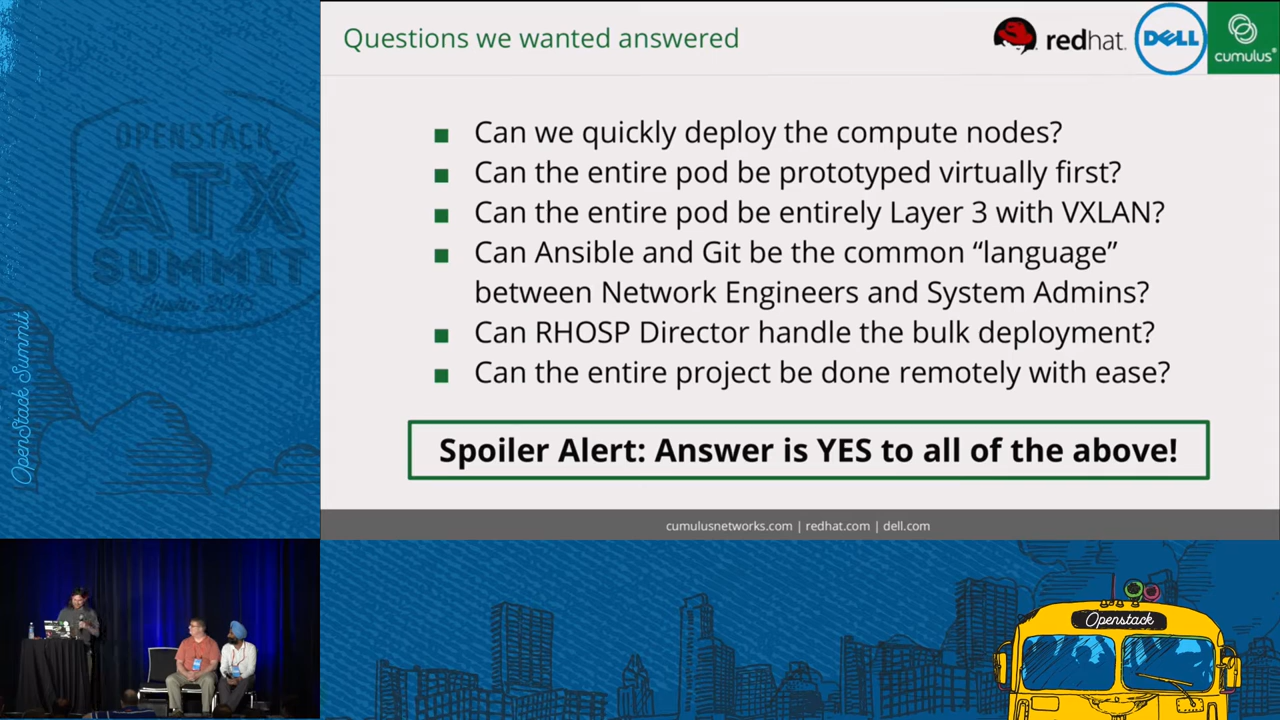 Questions we wanted answered
redhat.
DELL
cumulus®
OPENSTACK
ATX
SUMMIT
OpenStack Summit
■ Can we quickly deploy the compute nodes?
■ Can the entire pod be prototyped virtually first?
■ Can the entire pod be entirely Layer 3 with VXLAN?
■ Can Ansible and Git be the common “language”
between Network Engineers and System Admins?
■ Can RHOSP Director handle the bulk deployment?
■ Can the entire project be done remotely with ease?
Spoiler Alert: Answer is YES to all of the above!
cumulusnetworks.com | redhat.com | dell.com
Openstack